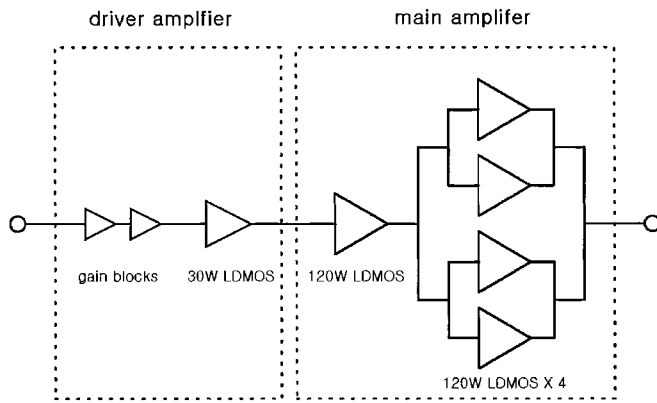 driver amplfier
main amplifer
gain blocks
30W LDMOS
120W LDMOS
120W LDMOS X 4